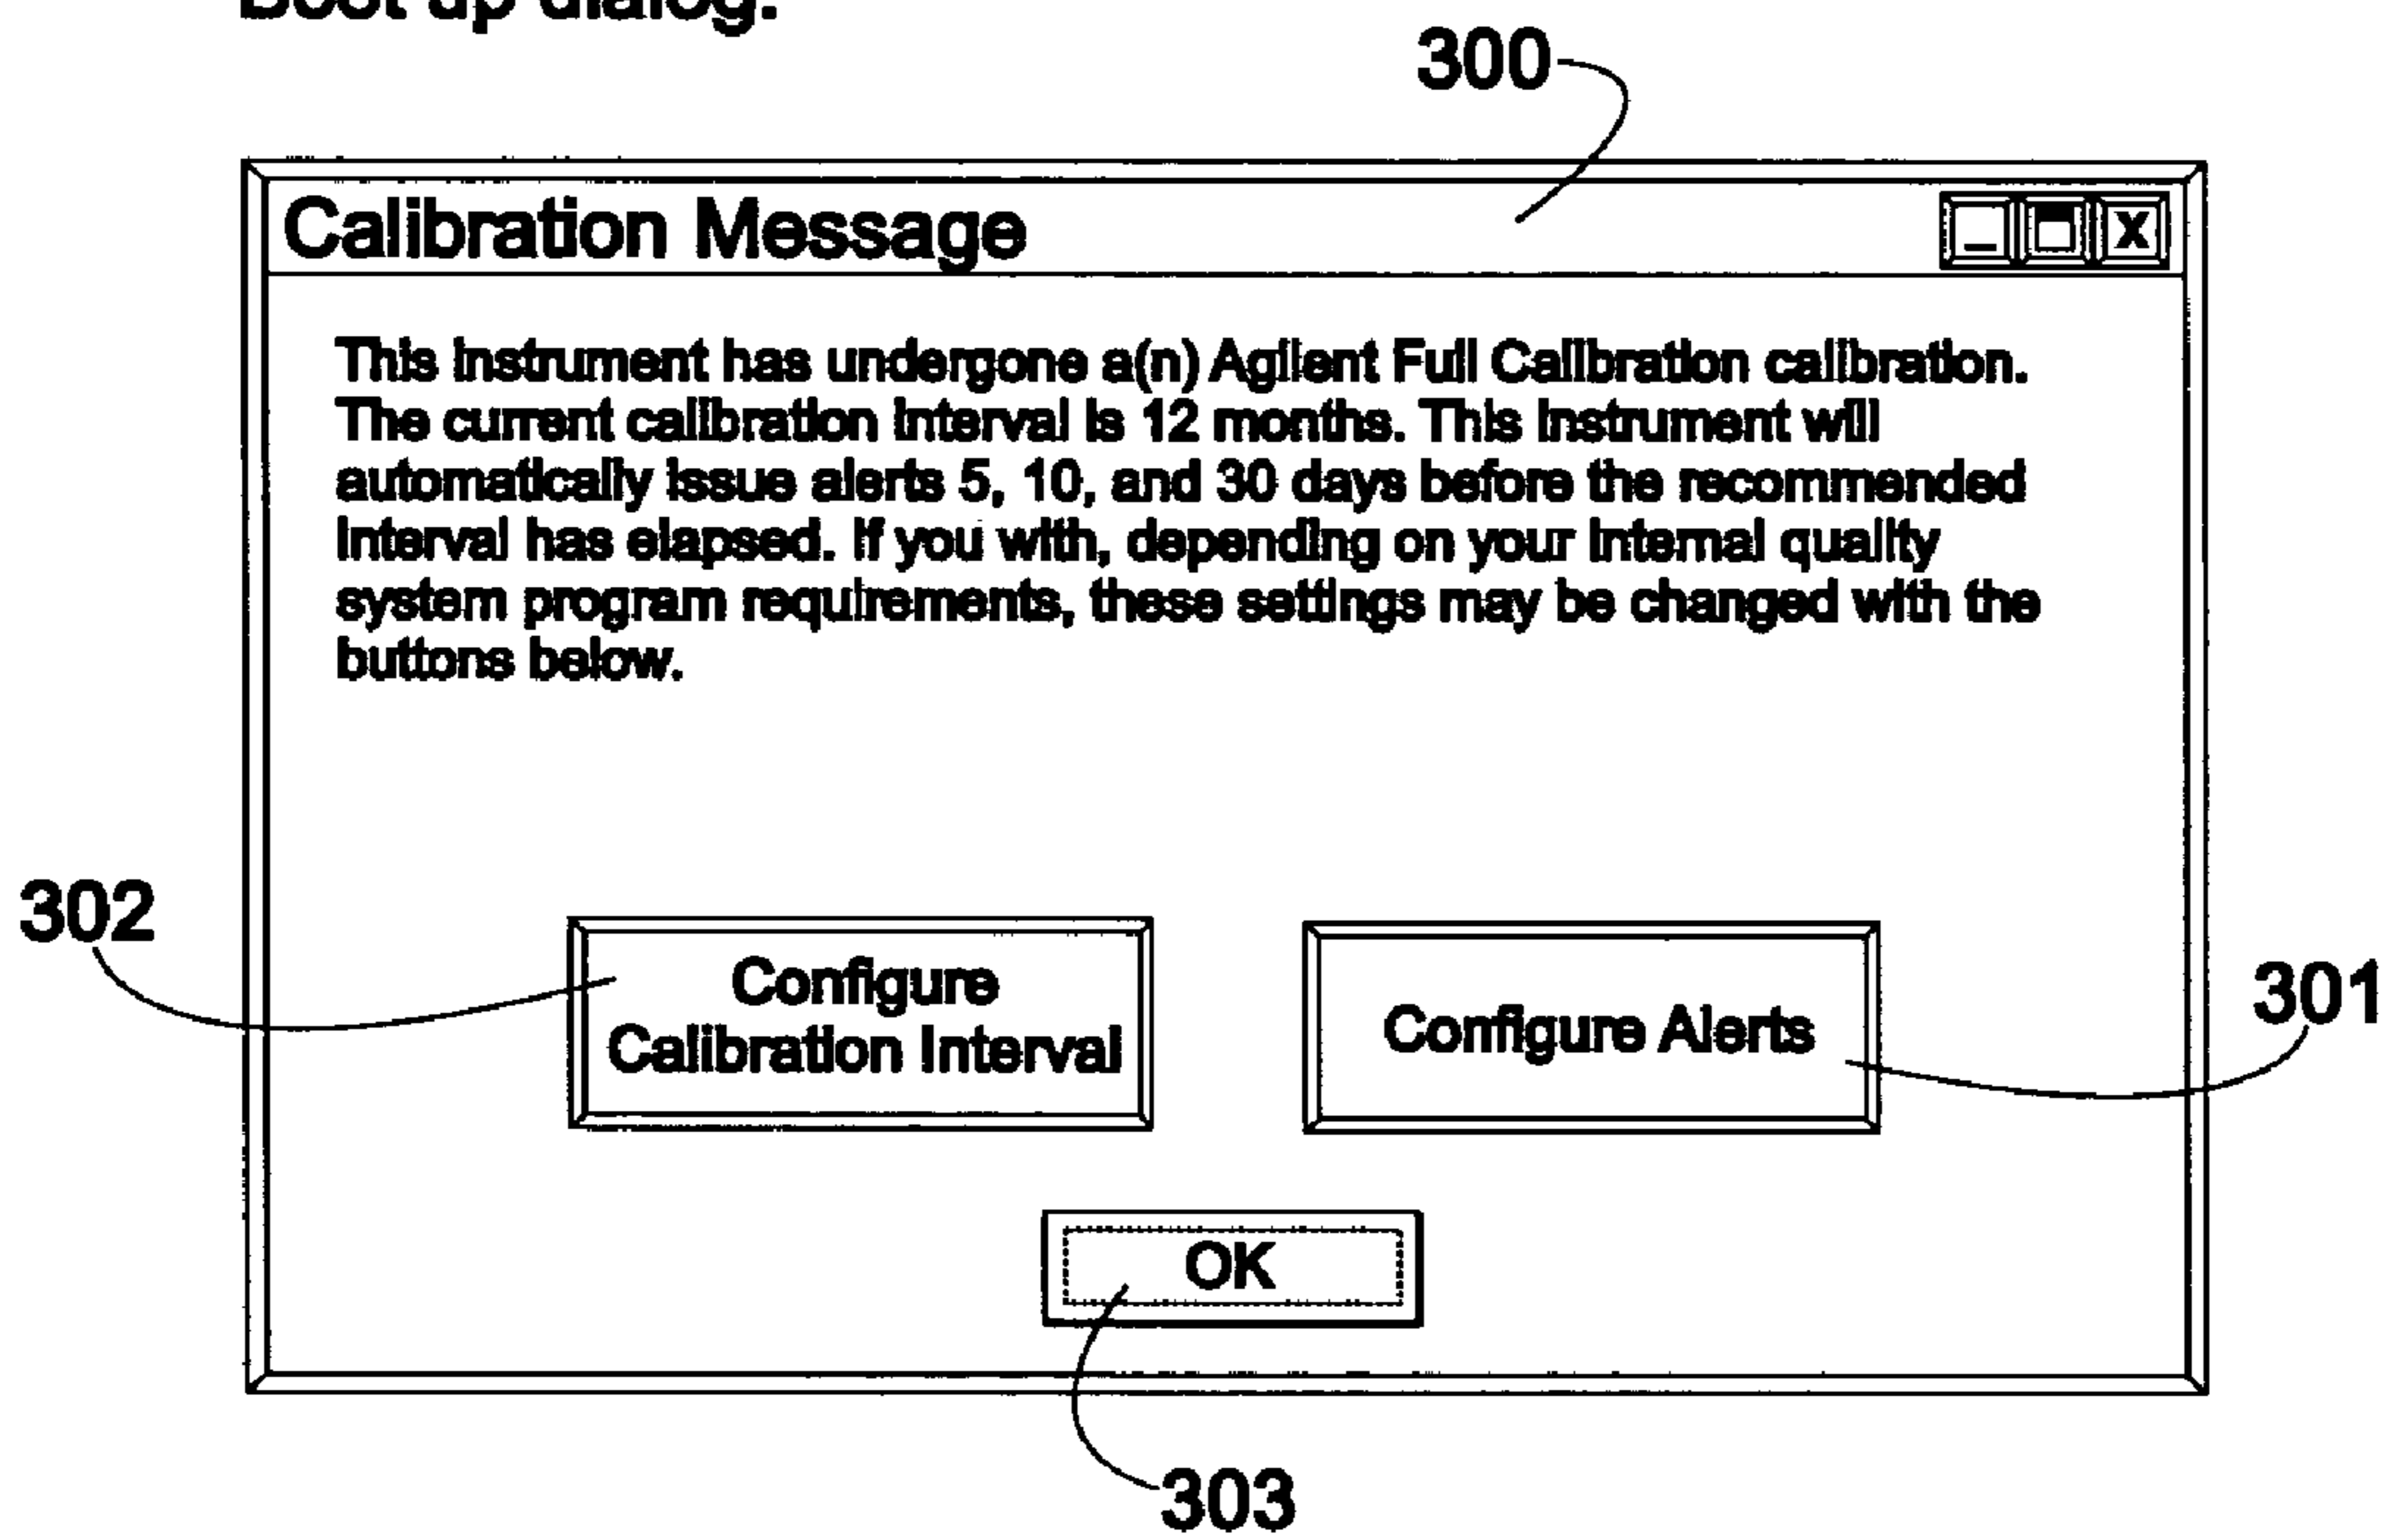 Boot up dialog:
300
Calibration Message
X
This instrument has undergone a(n) Agilent Full Calibration calibration.
The current calibration interval is 12 months. This instrument will
automatically issue alerts 5, 10, and 30 days before the recommended
interval has elapsed. If you with, depending on your internal quality
system program requirements, these settings may be changed with the
buttons below.
302
Configure
Calibration Interval
Configure Alerts
301
OK
303